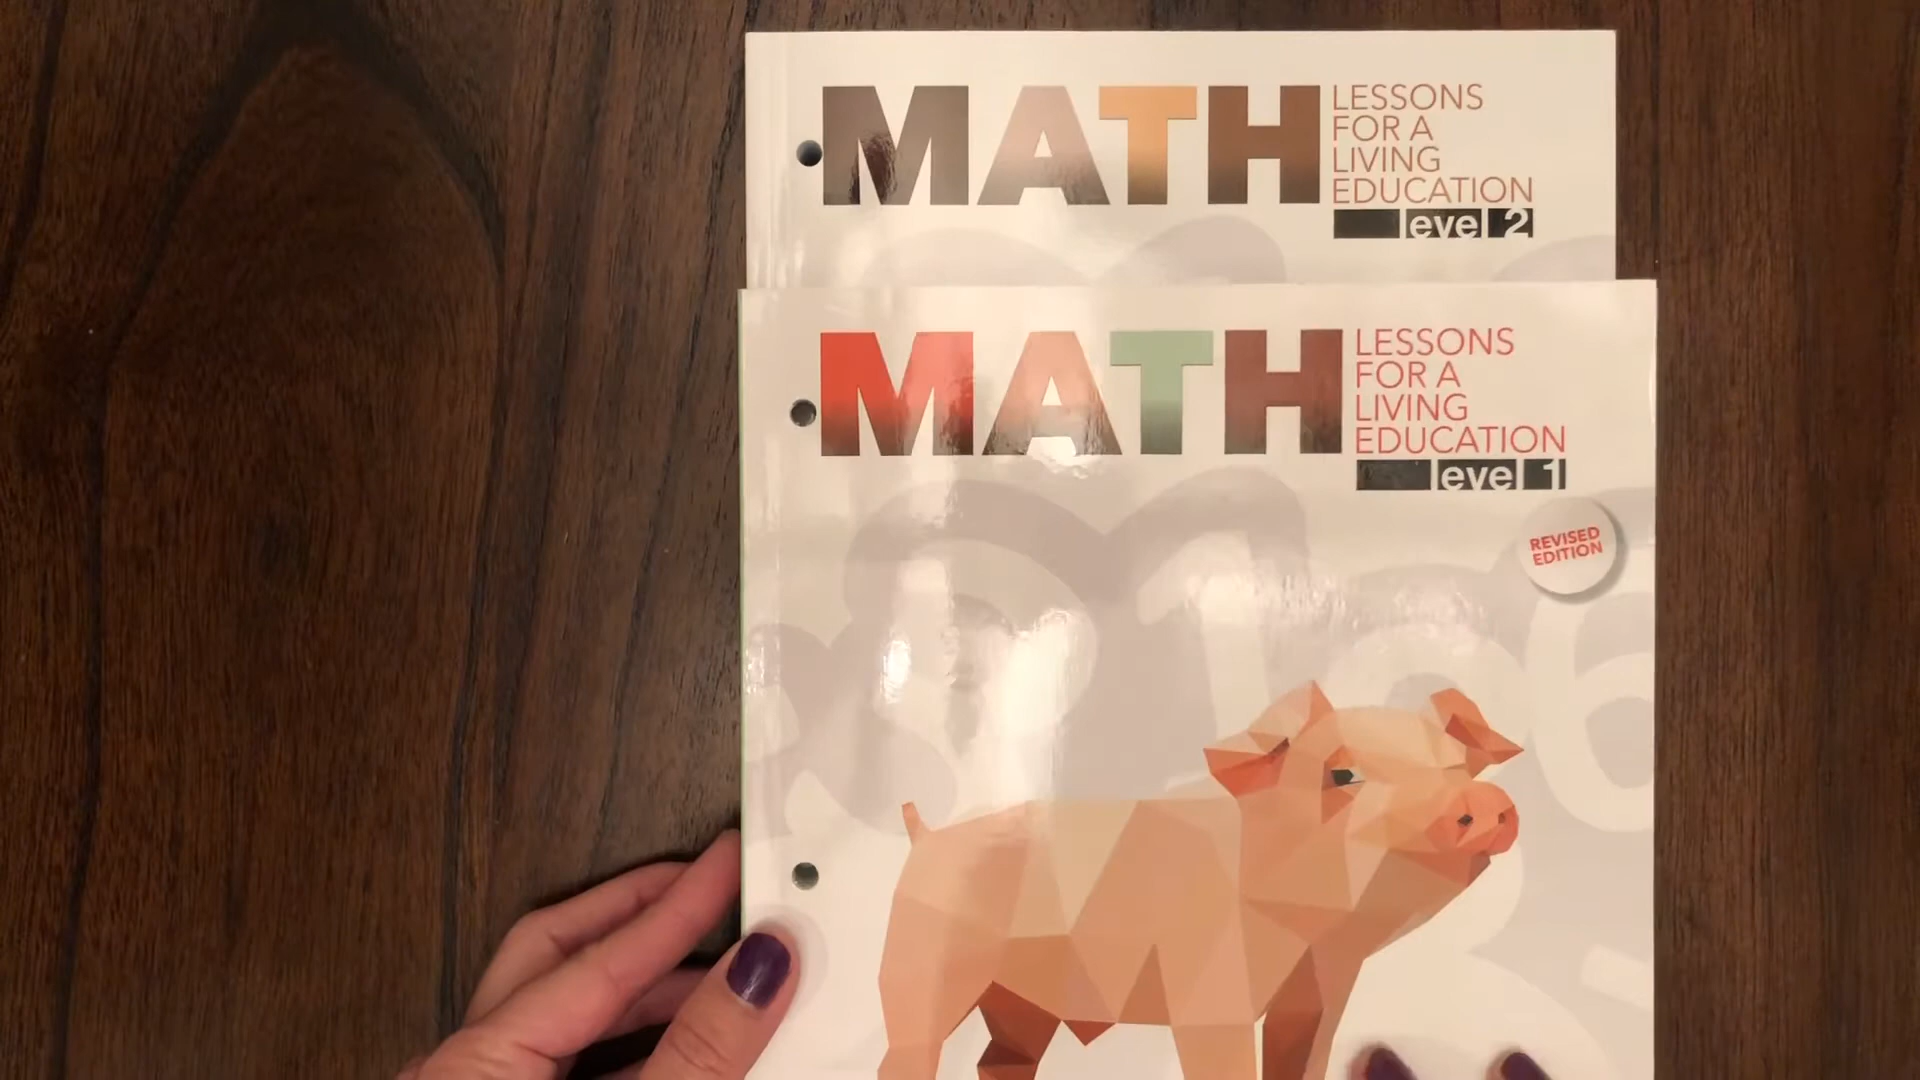 MATH
LESSONS
FOR A
LIVING
EDUCATION
level 2
MATH
LESSONS
FOR A
LIVING
EDUCATION
level 1
REVISED
EDITION